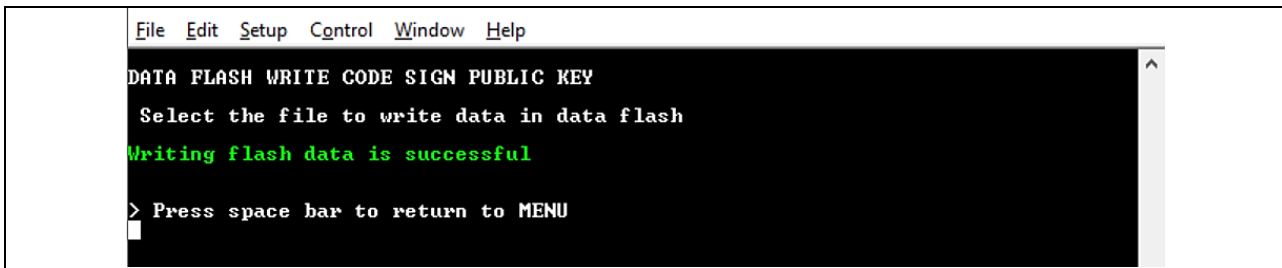 File Edit Setup Control Window Help
DATA FLASH WRITE CODE SIGN PUBLIC KEY
Select the file to write data in data flash
Writing flash data is successful
> Press space bar to return to MENU